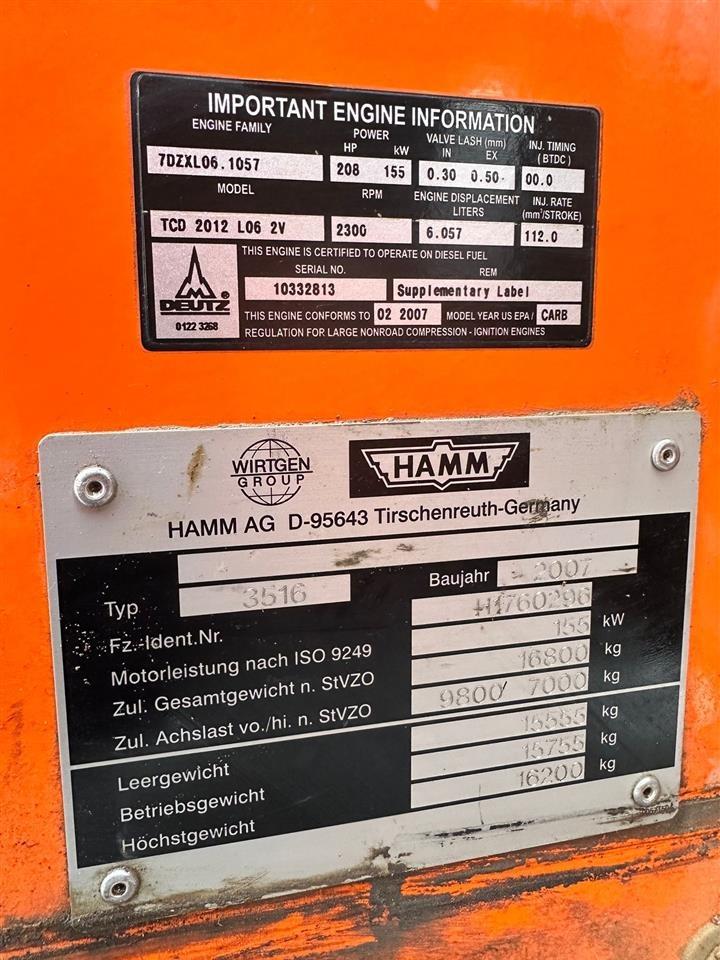 IMPORTANT ENGINE INFORMATION
ENGINE FAMILY POWER VALVE LASH (mm) INJ. TIMING
HP kW IN EX (BTDC)
7DZXL06.1057 208 155 0.30 0.50 00.0
MODEL RPM ENGINE DISPLACEMENT INJ. RATE
LITERS (mm³/STROKE)
TCD 2012 L06 2V 2300 6.057 112.0
THIS ENGINE IS CERTIFIED TO OPERATE ON DIESEL FUEL
SERIAL NO. REM
10332813 Supplementary Label
DEUTZ ®
0122 3268
THIS ENGINE CONFORMS TO 02 2007 MODEL YEAR US EPA / CARB
REGULATION FOR LARGE NONROAD COMPRESSION - IGNITION ENGINES
WIRTGEN
GROUP
HAMM
HAMM AG D-95643 Tirschenreuth-Germany
Typ 3516 Baujahr 2007
Fz.-Ident.Nr. H1760296
Motorleistung nach ISO 9249 155 kW
Zul. Gesamtgewicht n. StVZO 16800 kg
Zul. Achslast vo./hi. n. StVZO 9800/ 7000 kg
Leergewicht 15555 kg
Betriebsgewicht 15755 kg
Höchstgewicht 16200 kg